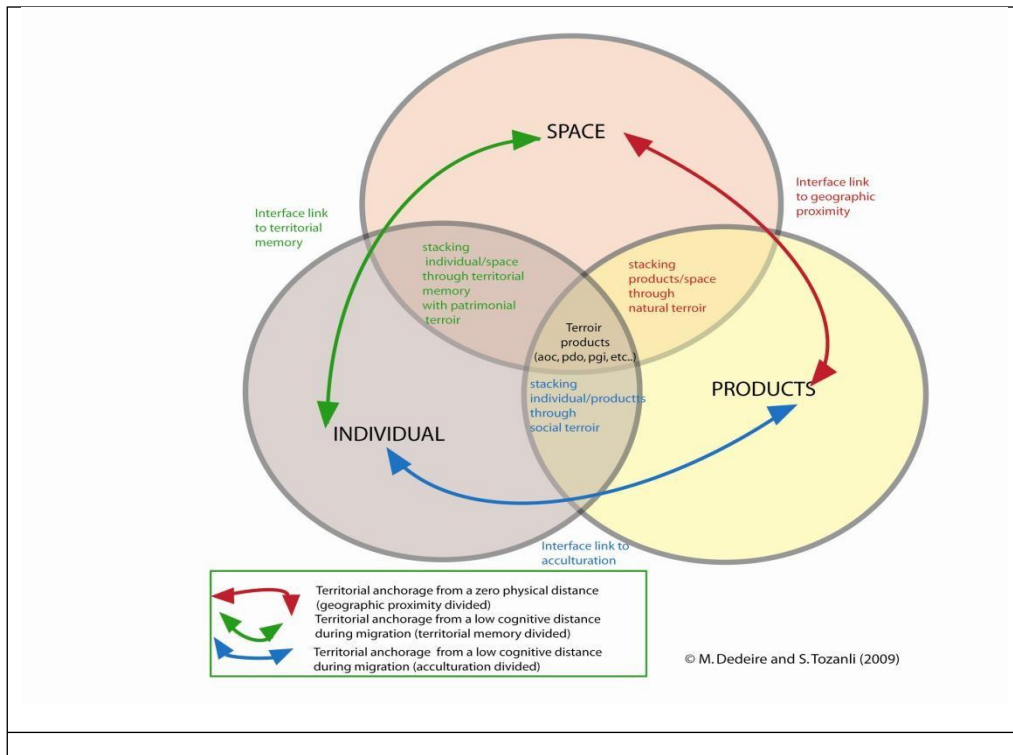 SPACE
Interface link
to geographic
proximity
Interface link
to territorial
memory
stacking
individual/space
through territorial
memory
with patrimonial
terroir
stacking
products/space
through
natural terroir
Terroir
products
(aoc, pdo, pgi, etc..)
stacking
individual/productts
through
social terroir
PRODUCTS
INDIVIDUAL
Interface link to
acculturation
Territorial anchorage from a zero physical distance
(geographic proximity divided)
Territorial anchorage from a low cognitive distance
during migration (territorial memory divided)
Territorial anchorage from a low cognitive distance
during migration (acculturation divided)
© M. Dedeire and S. Tozanli (2009)